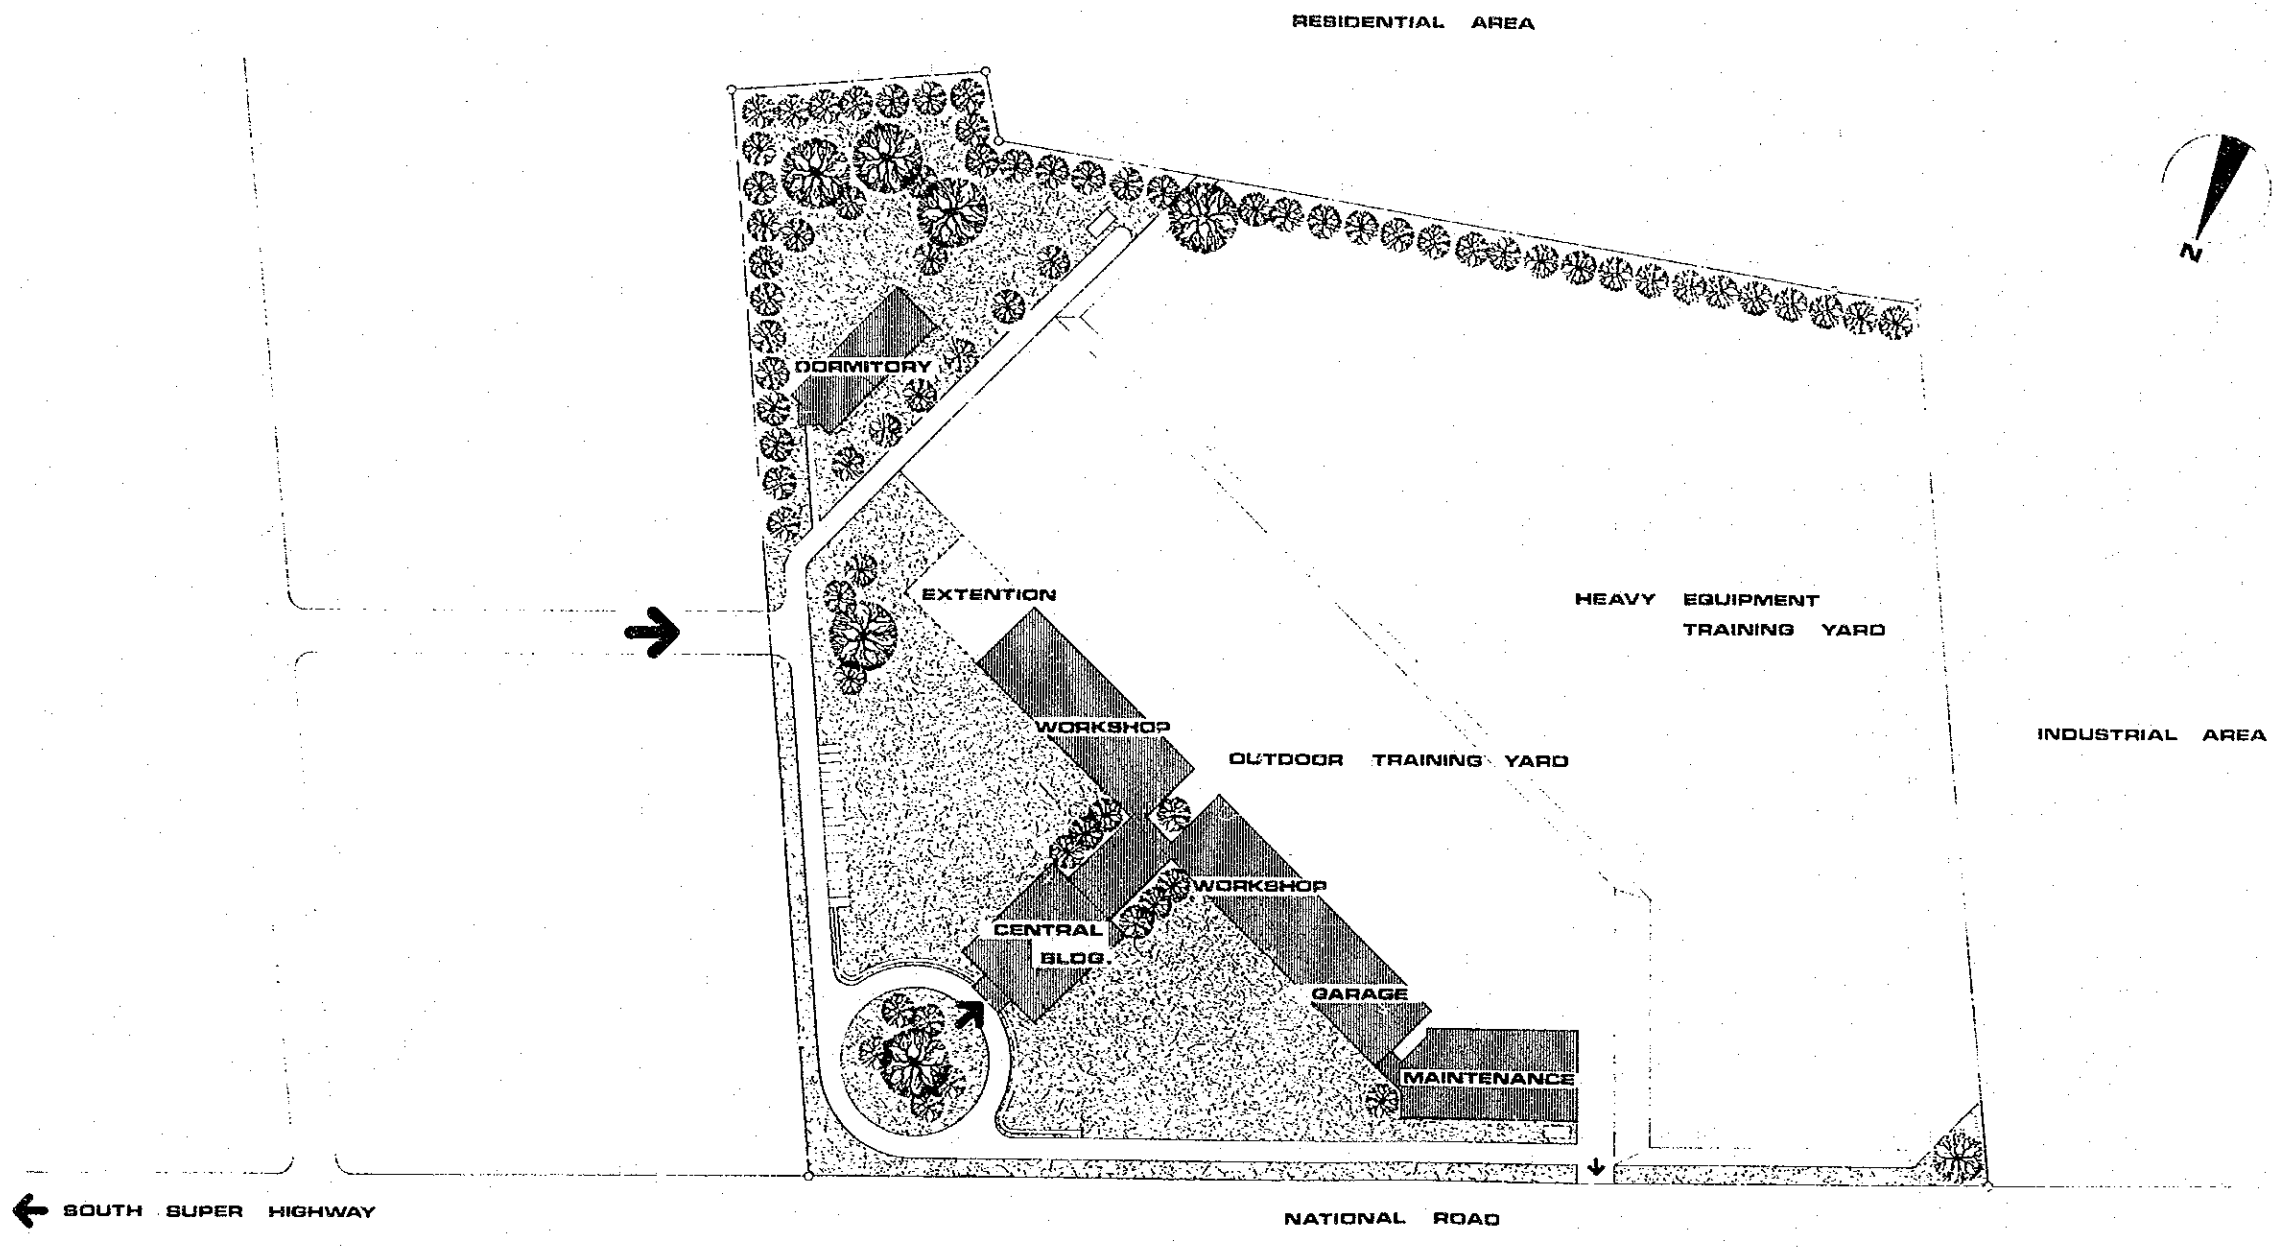 RESIDENTIAL AREA
N
DORMITORY
EXTENTION
HEAVY EQUIPMENT
TRAINING YARD
WORKSHOP
INDUSTRIAL AREA
OUTDOOR TRAINING YARD
WORKSHOP
CENTRAL
BLDG.
GARAGE
MAINTENANCE
SOUTH SUPER HIGHWAY
NATIONAL ROAD